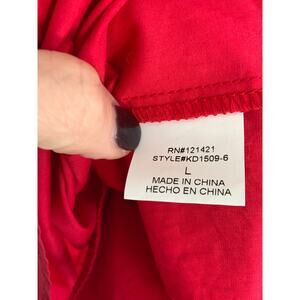 RN#121421
STYLE#KD1509-6
L
MADE IN CHINA
HECHO EN CHINA